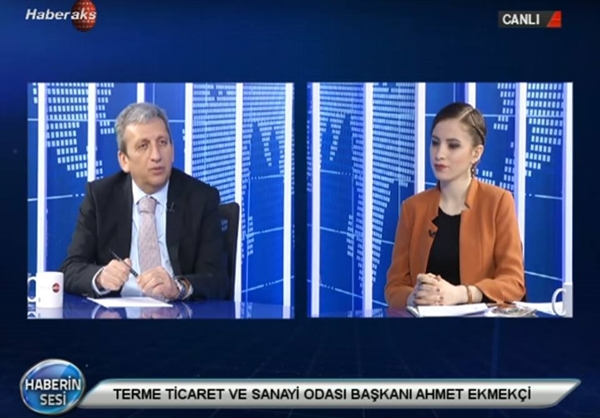 Haberaks
CANLI
HABERİN
SESİ
TERME TİCARET VE SANAYİ ODASI BAŞKANI AHMET EKMEKÇİ